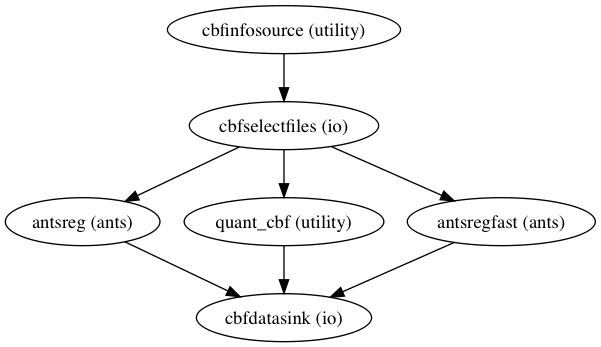 cbfinfosource (utility)
cbfselectfiles (io)
antsreg (ants)
quant_cbf (utility)
antsregfast (ants)
cbfdatasink (io)